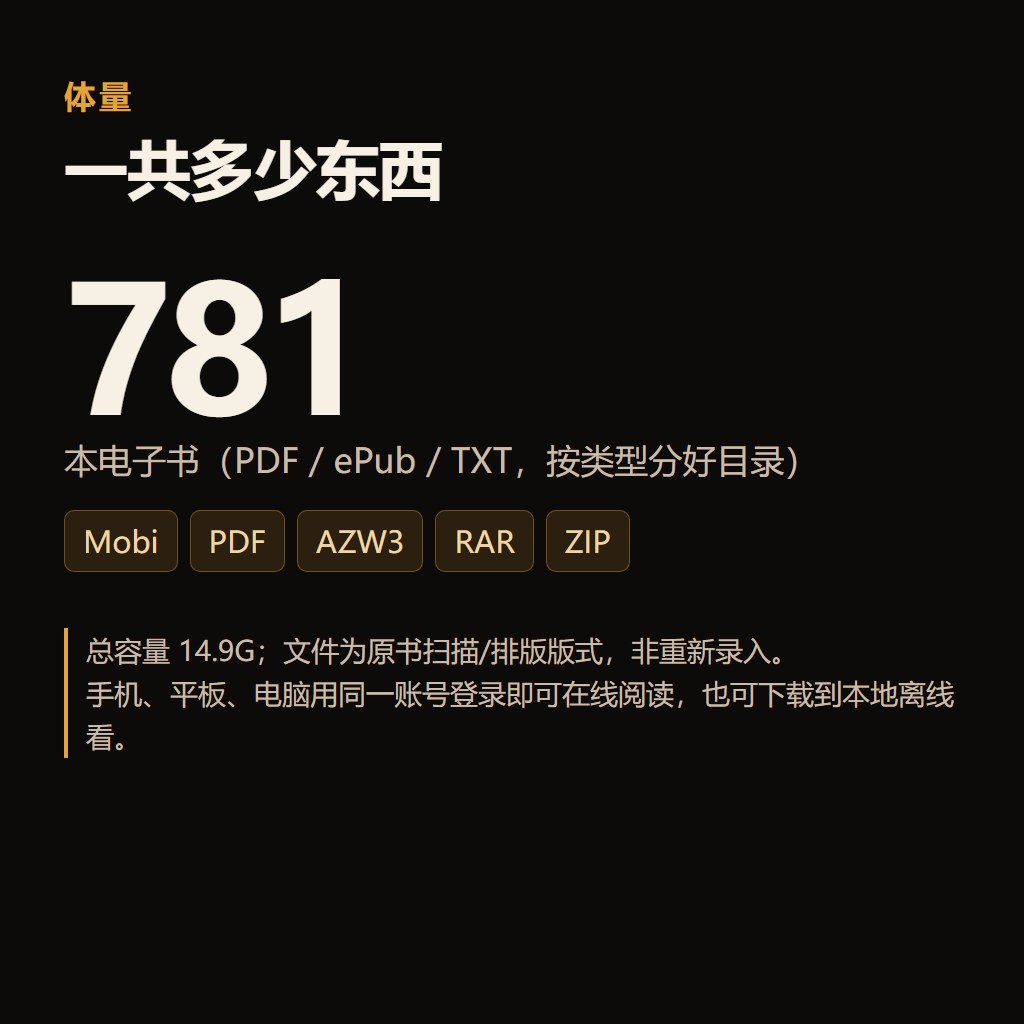 体量
一共多少东西
781
本电子书（PDF / ePub / TXT，按类型分好目录）
Mobi PDF AZW3 RAR ZIP
总容量 14.9G；文件为原书扫描/排版版式，非重新录入。
手机、平板、电脑用同一账号登录即可在线阅读，也可下载到本地离线
看。